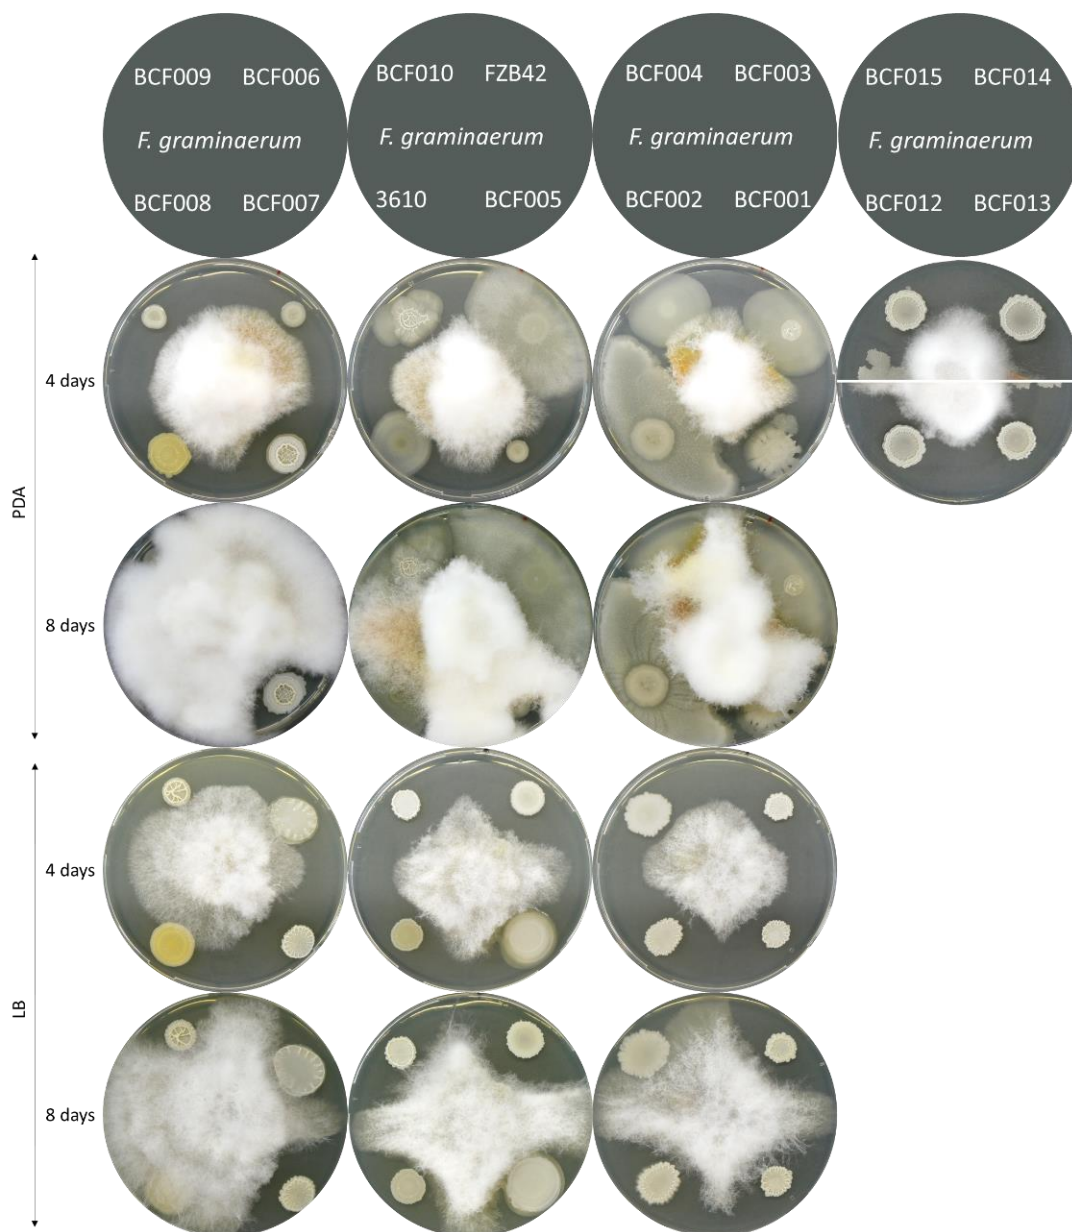 BCF009 BCF006
F. graminaerum
BCF008 BCF007
BCF010 FZB42
F. graminaerum
3610 BCF005
BCF004 BCF003
F. graminaerum
BCF002 BCF001
BCF015 BCF014
F. graminaerum
BCF012 BCF013
PDA
4 days
8 days
LB
4 days
8 days